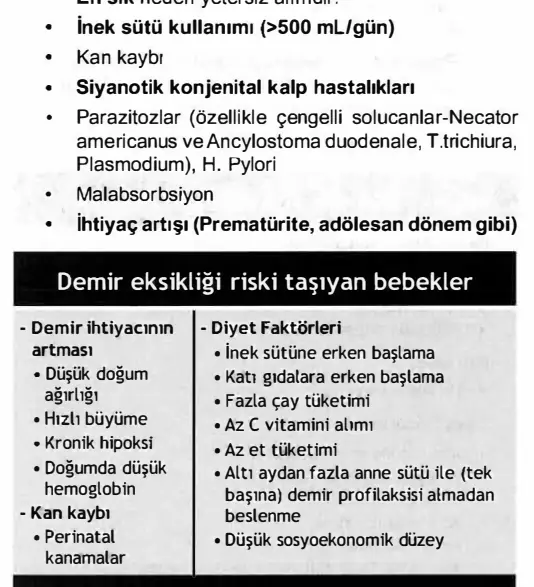 En sık neden yetersiz alımdır.
• İnek sütü kullanımı (>500 mL/gün)
• Kan kaybı
• Siyanotik konjenital kalp hastalıkları
• Parazitozlar (özellikle çengelli solucanlar-Necator
americanus ve Ancylostoma duodenale, T.trichiura,
Plasmodium), H. Pylori
• Malabsorbsiyon
• İhtiyaç artışı (Prematürite, adölesan dönem gibi)
Demir eksikliği riski taşıyan bebekler
- Demir ihtiyacının
artması
• Düşük doğum
ağırlığı
• Hızlı büyüme
• Kronik hipoksi
• Doğumda düşük
hemoglobin
- Kan kaybı
• Perinatal
kanamalar
- Diyet Faktörleri
• İnek sütüne erken başlama
• Katı gıdalara erken başlama
• Fazla çay tüketimi
• Az C vitamini alımı
• Az et tüketimi
• Altı aydan fazla anne sütü ile (tek
başına) demir profilaksisi almadan
beslenme
• Düşük sosyoekonomik düzey